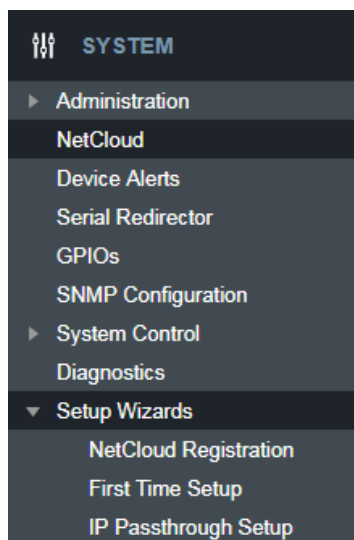 SYSTEM
Administration
NetCloud
Device Alerts
Serial Redirector
GPIOs
SNMP Configuration
System Control
Diagnostics
Setup Wizards
NetCloud Registration
First Time Setup
IP Passthrough Setup